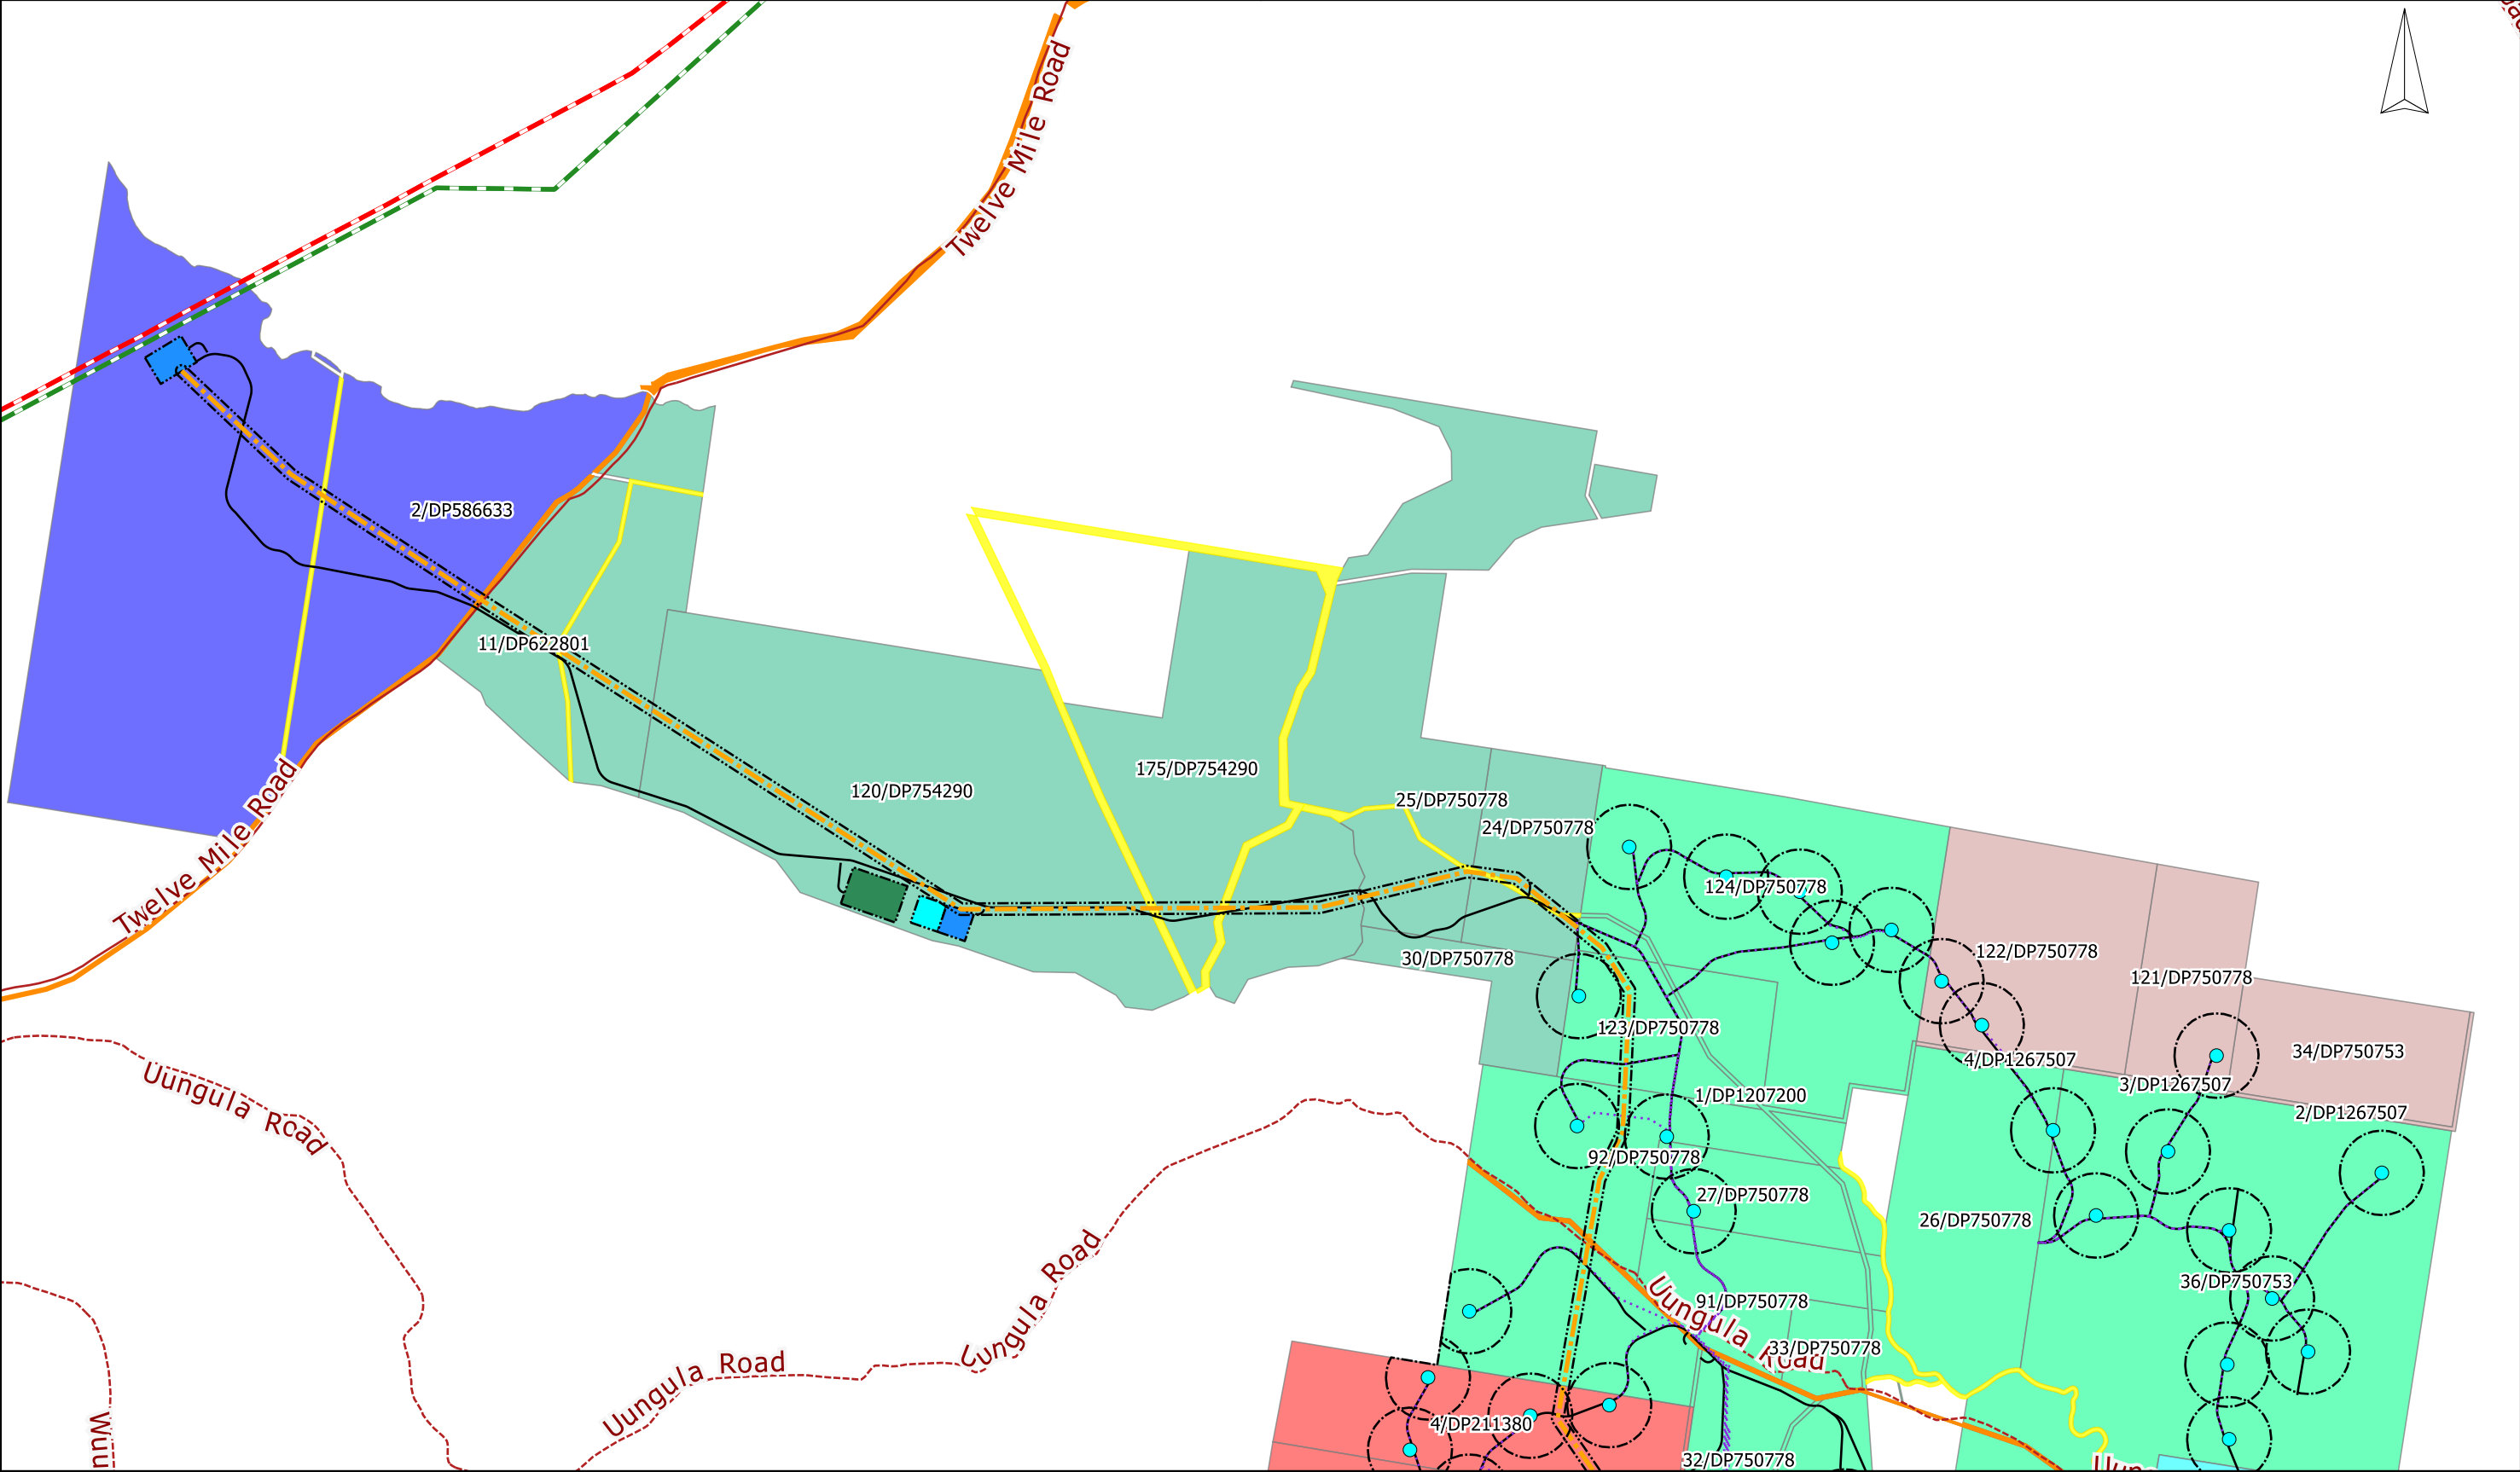 Twelve Mile Road
2/DP586633
11/DP622801
175/DP754290
120/DP754290
25/DP750778
24/DP750778
Twelve Mile Road
124/DP750778
122/DP750778
30/DP750778
121/DP750778
123/DP750778
34/DP750753
4/DP1267507
3/DP1267507
Uungula Road
1/DP1207200
2/DP1267507
92/DP750778
27/DP750778
26/DP750778
36/DP750753
Uungula Road
91/DP750778
Uungula Road
33/DP750778
Uungula Road
4/DP211380
32/DP750778